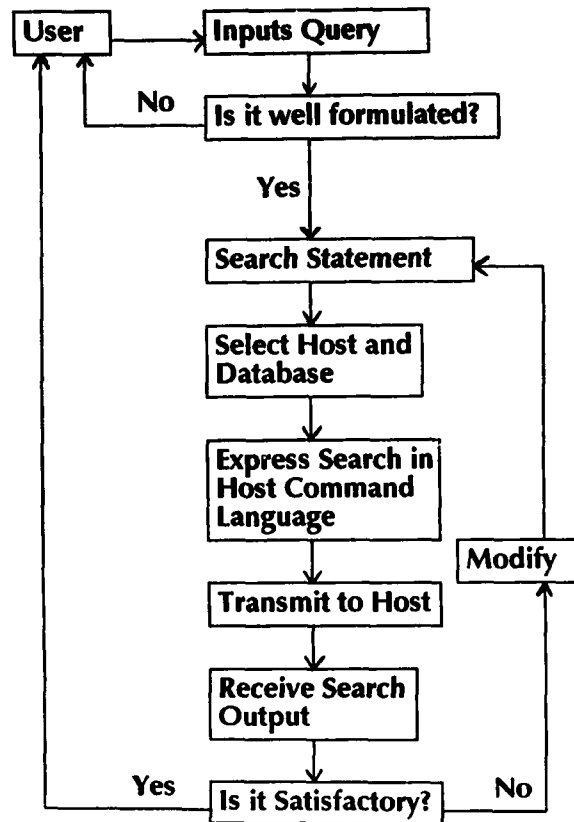 User
Inputs Query
No
Is it well formulated?
Yes
Search Statement
Select Host and
Database
Express Search in
Host Command
Language
Modify
Transmit to Host
Receive Search
Output
Yes
Is it Satisfactory?
No